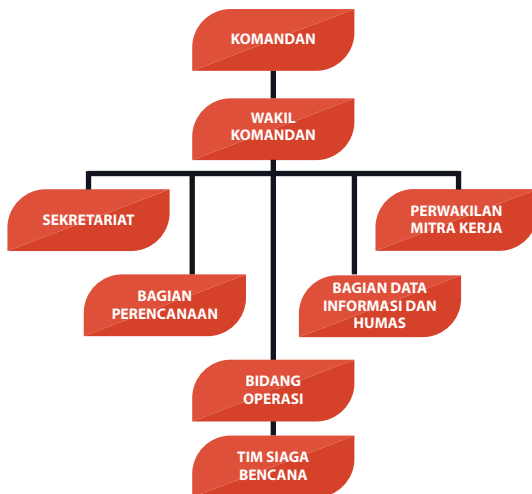 KOMANDAN
WAKIL
KOMANDAN
SEKRETARIAT
PERWAKILAN
MITRA KERJA
BAGIAN
PERENCANAAN
BAGIAN DATA
INFORMASI DAN
HUMAS
BIDANG
OPERASI
TIM SIAGA
BENCANA